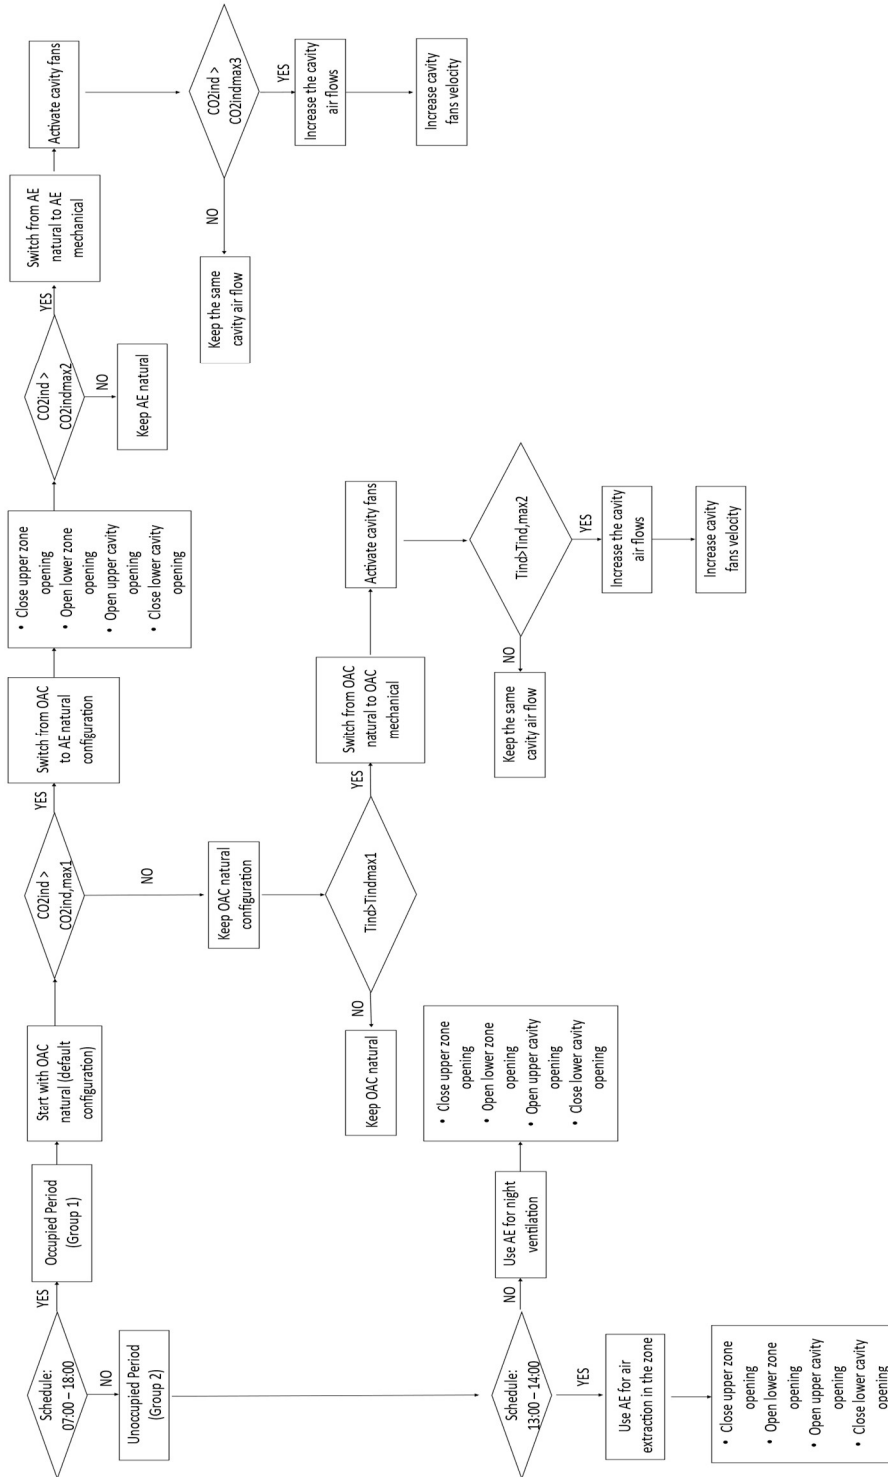 Schedule:
07:00 – 18:00
YES
Occupied Period
(Group 1)
Start with OAC
natural (default
configuration)
CO2ind >
CO2ind,max1
YES
Switch from OAC
to AE natural
configuration
• Close upper zone
opening
• Open lower zone
opening
• Open upper cavity
opening
• Close lower cavity
opening
CO2ind >
CO2indmax2
YES
Switch from AE
natural to AE
mechanical
Activate cavity fans
NO
Keep AE natural
CO2ind >
CO2indmax3
NO
Keep the same
cavity air flow
YES
Increase the cavity
air flows
Increase cavity
fans velocity
NO
Keep OAC natural
configuration
Tind>Tindmax1
NO
Keep OAC natural
YES
Switch from OAC
natural to OAC
mechanical
Activate cavity fans
Tind>Tind,max2
NO
Keep the same
cavity air flow
YES
Increase the cavity
air flows
Increase cavity
fans velocity
NO
Unoccupied Period
(Group 2)
Schedule:
13:00 – 14:00
NO
Use AE for night
ventilation
• Close upper zone
opening
• Open lower zone
opening
• Open upper cavity
opening
• Close lower cavity
opening
YES
Use AE for air
extraction in the zone
• Close upper zone
opening
• Open lower zone
opening
• Open upper cavity
opening
• Close lower cavity
opening